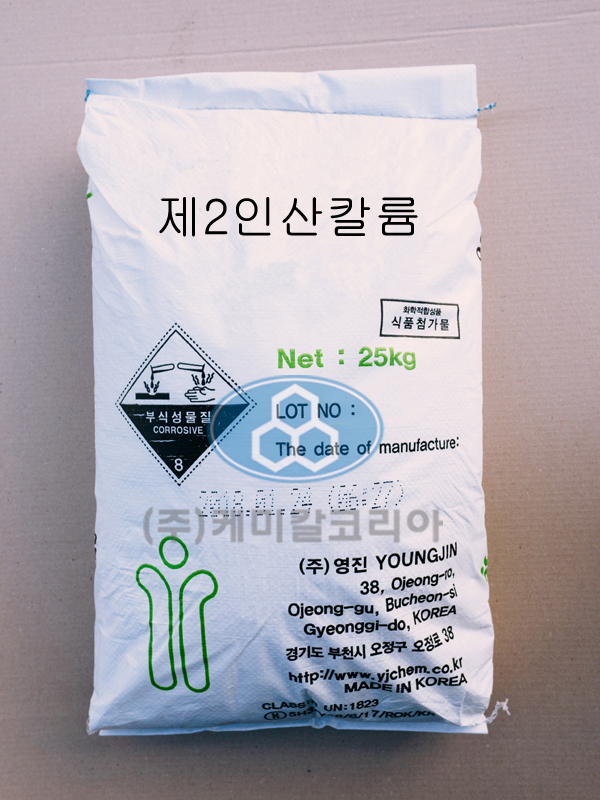 제2인산칼륨
화학적합성품
식품첨가물
Net : 25kg
부식성물질
CORROSIVE
8
LOT NO :
The date of manufacture:
(06:27)
(주)케미칼코리아
(주)영진 YOUNGJIN
38, Ojeong-ro,
Ojeong-gu, Bucheon-si
Gyeonggi-do, KOREA
경기도 부천시 오정구 오정로 38
http://www.yjchem.co.kr
MADE IN KOREA
CLASS UN:1823